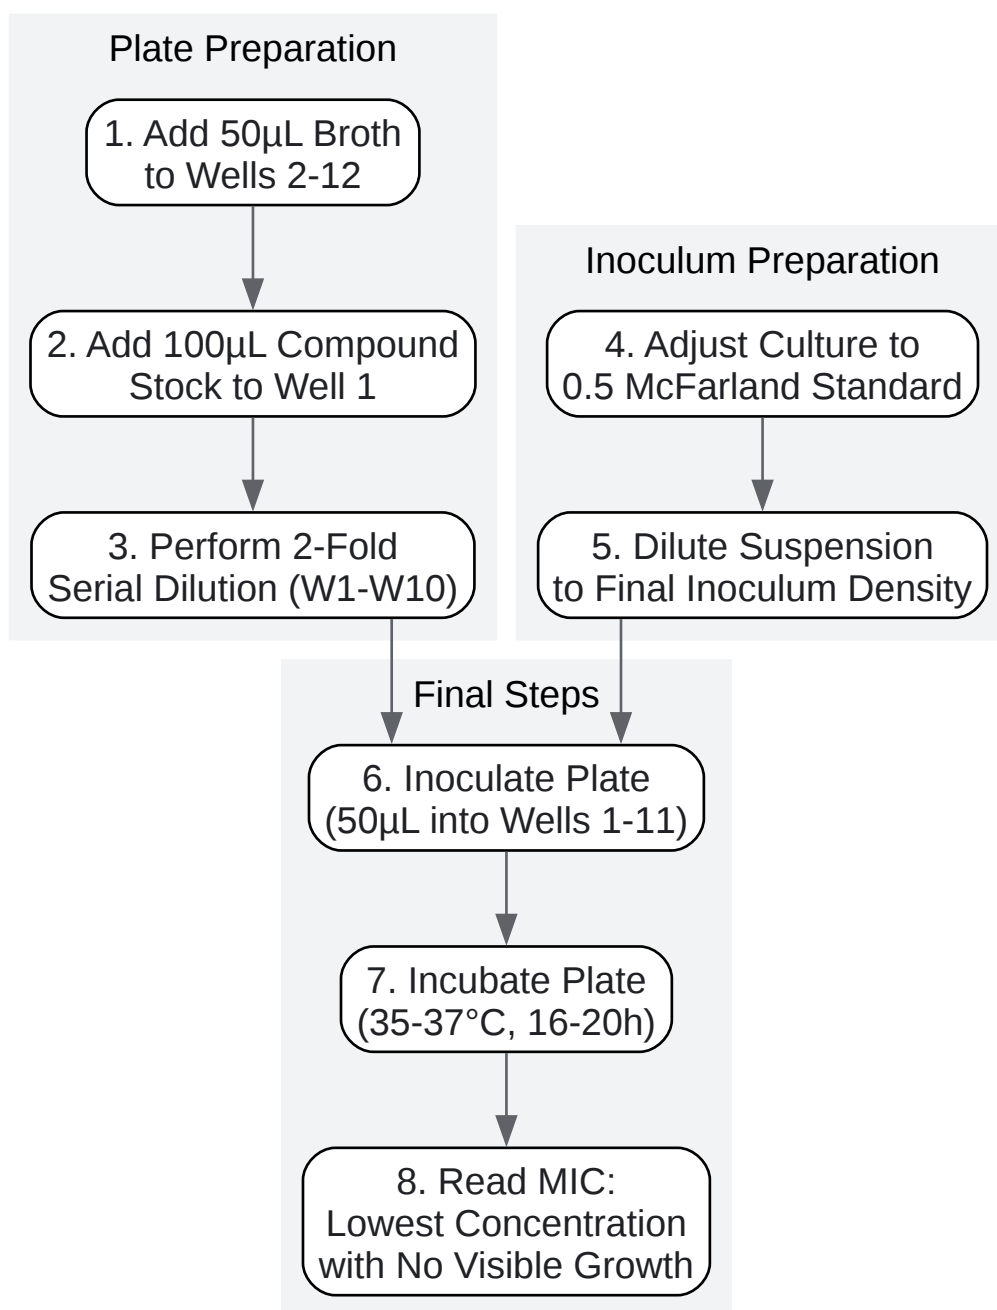 Plate Preparation
1. Add 50µL Broth
to Wells 2-12
2. Add 100µL Compound
Stock to Well 1
3. Perform 2-Fold
Serial Dilution (W1-W10)
Inoculum Preparation
4. Adjust Culture to
0.5 McFarland Standard
5. Dilute Suspension
to Final Inoculum Density
Final Steps
6. Inoculate Plate
(50µL into Wells 1-11)
7. Incubate Plate
(35-37°C, 16-20h)
8. Read MIC:
Lowest Concentration
with No Visible Growth